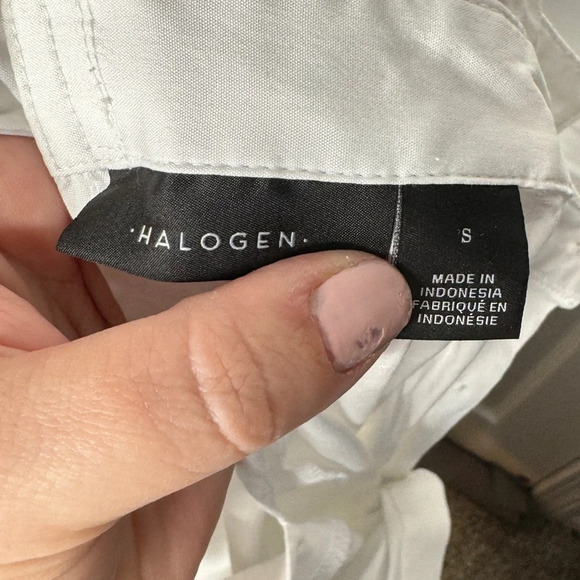 ·HALOGEN·
S
MADE IN
INDONESIA
FABRIQUÉ EN
INDONÉSIE